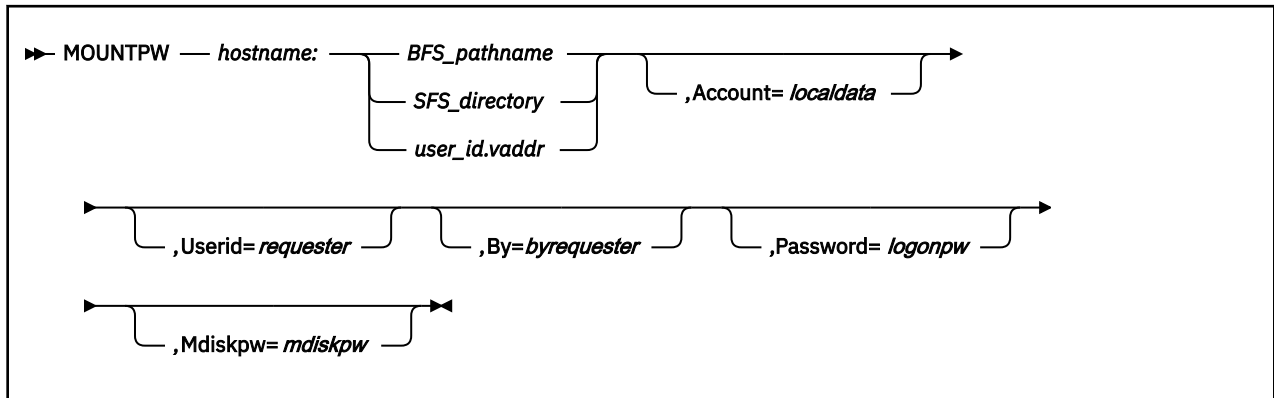 MOUNTPW hostname: BFS_pathname
SFS_directory ,Account= localdata
user_id.vaddr
,Userid= requester ,By=byrequester ,Password= logonpw
,Mdiskpw= mdiskpw